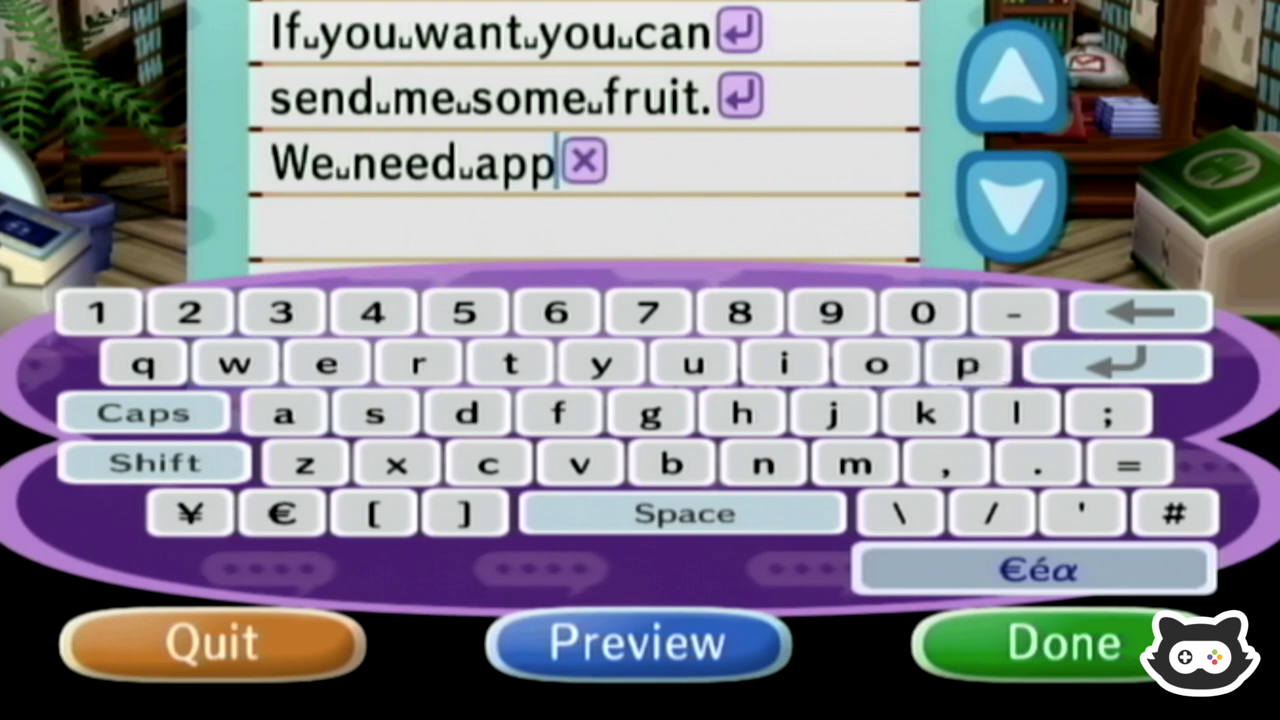 If you want you can
send me some fruit.
We need app
1 2 3 4 5 6 7 8 9 0 -
q w e r t y u i o p
Caps a s d f g h j k l ;
Shift z x c v b n m , . =
¥ € [ ] Space \ / ' #
€éα
Quit Preview Done